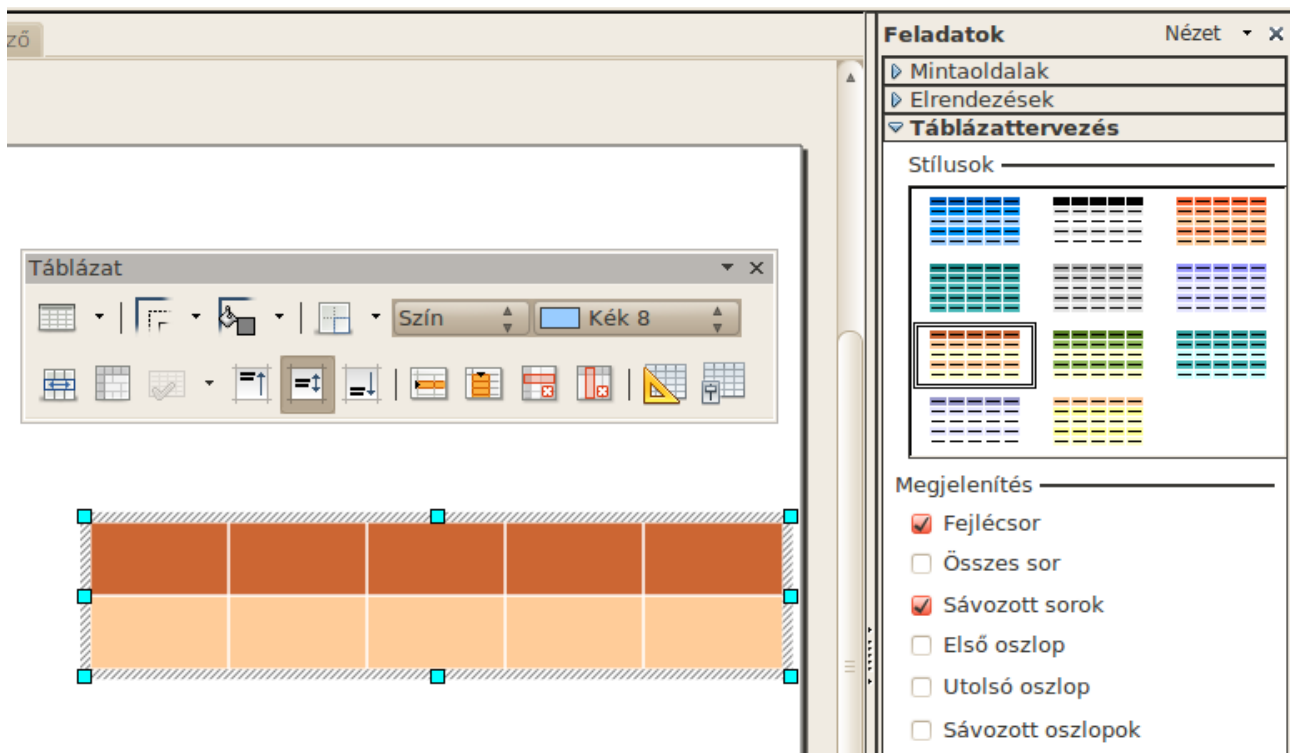 ző
Feladatok Nézet
Mintaoldalak
Elrendezések
Táblázattervezés
Stílusok
Táblázat
Szín Kék 8
Megjelenítés
Fejlécsor
Összes sor
Sávozott sorok
Első oszlop
Utolsó oszlop
Sávozott oszlopok